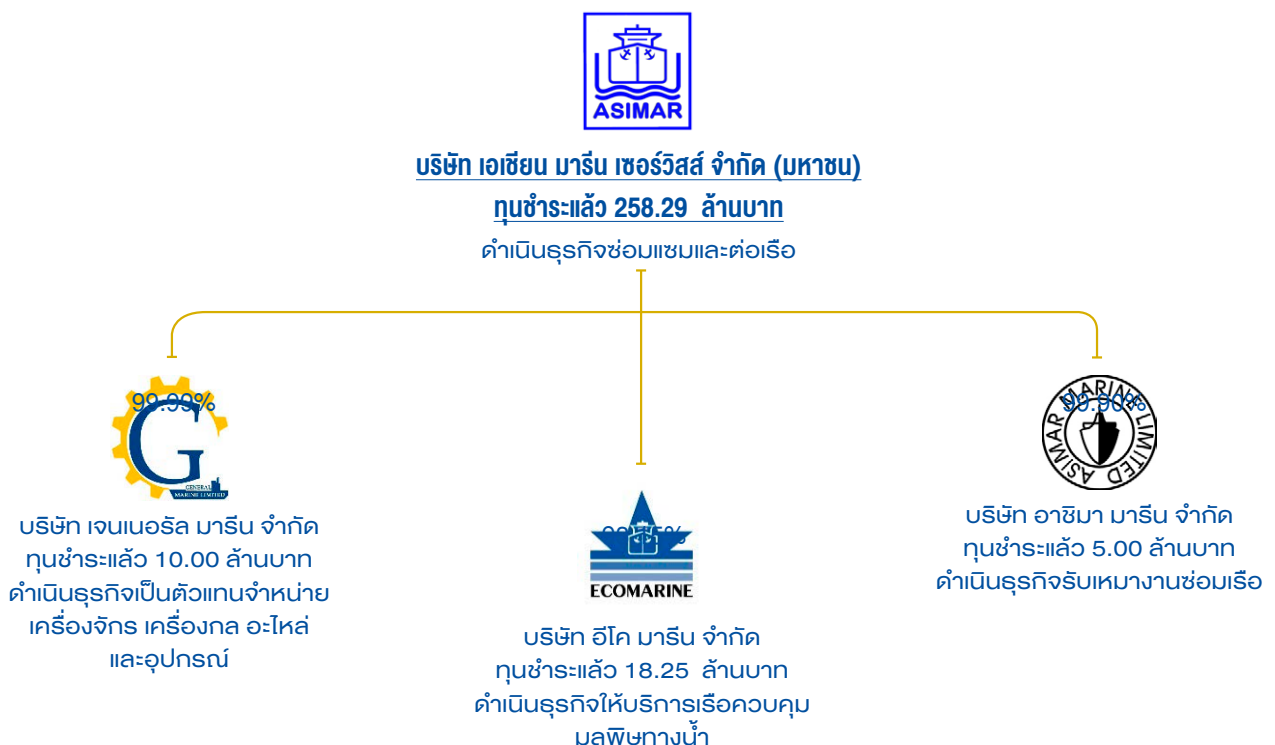 ASIMAR
บริษัท เอเชียน มารีน เซอร์วิสส์ จำกัด (มหาชน)
ทุนชำระแล้ว 258.29 ล้านบาท
ดำเนินธุรกิจซ่อมแซมและต่อเรือ
99.99%
G
GENERAL
MARINE LIMITED
บริษัท เจนเนอรัล มารีน จำกัด
ทุนชำระแล้ว 10.00 ล้านบาท
ดำเนินธุรกิจเป็นตัวแทนจำหน่าย
เครื่องจักร เครื่องกล อะไหล่
และอุปกรณ์
ECOMARINE
บริษัท อีโค มารีน จำกัด
ทุนชำระแล้ว 18.25 ล้านบาท
ดำเนินธุรกิจให้บริการเรือควบคุม
มลพิษทางน้ำ
99.90%
ASIMAR MARINE LIMITED
บริษัท อาซิมา มารีน จำกัด
ทุนชำระแล้ว 5.00 ล้านบาท
ดำเนินธุรกิจรับเหมางานซ่อมเรือ